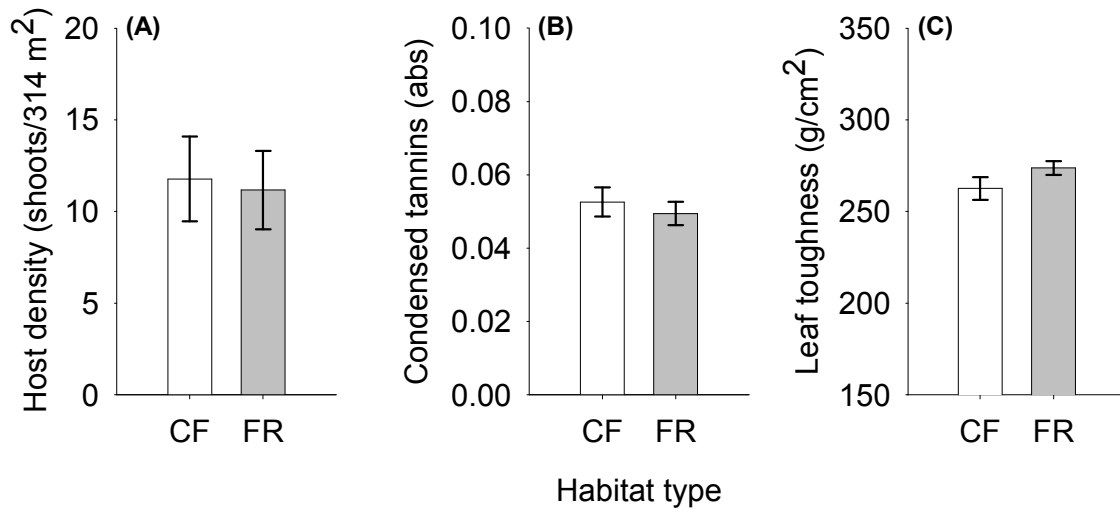 Host density (shoots/314 m²)
20
15
10
5
0
(A)
CF FR
Condensed tannins (abs)
0.10
0.08
0.06
0.04
0.02
0.00
(B)
CF FR
Leaf toughness (g/cm²)
350
300
260
200
150
(C)
CF FR
Habitat type